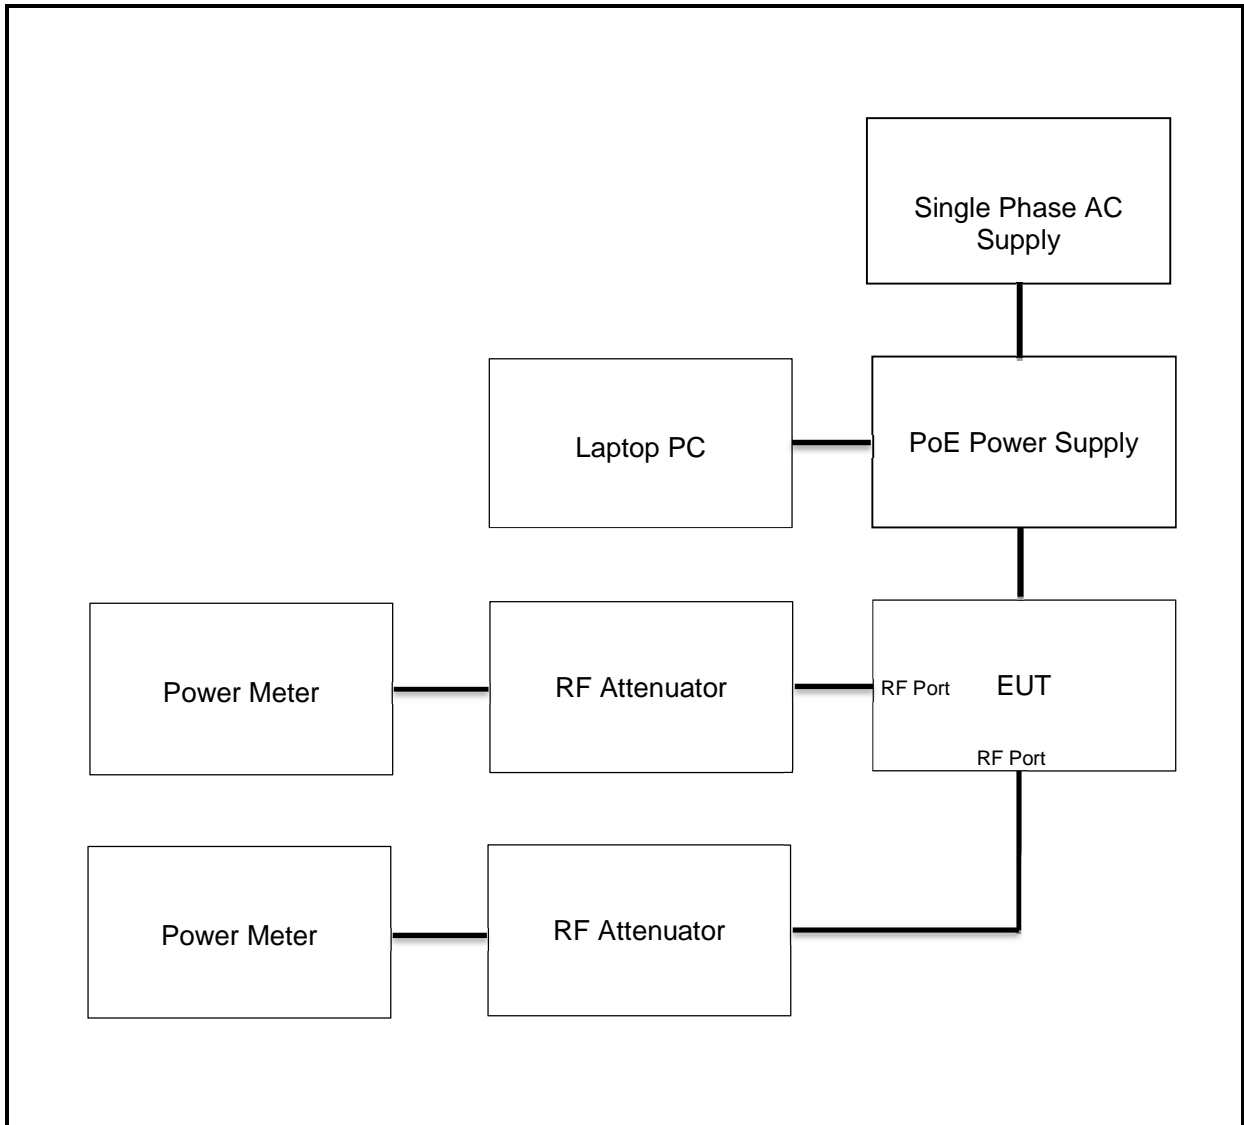 Single Phase AC
Supply
Laptop PC
PoE Power Supply
Power Meter
RF Attenuator
RF Port
EUT
RF Port
Power Meter
RF Attenuator